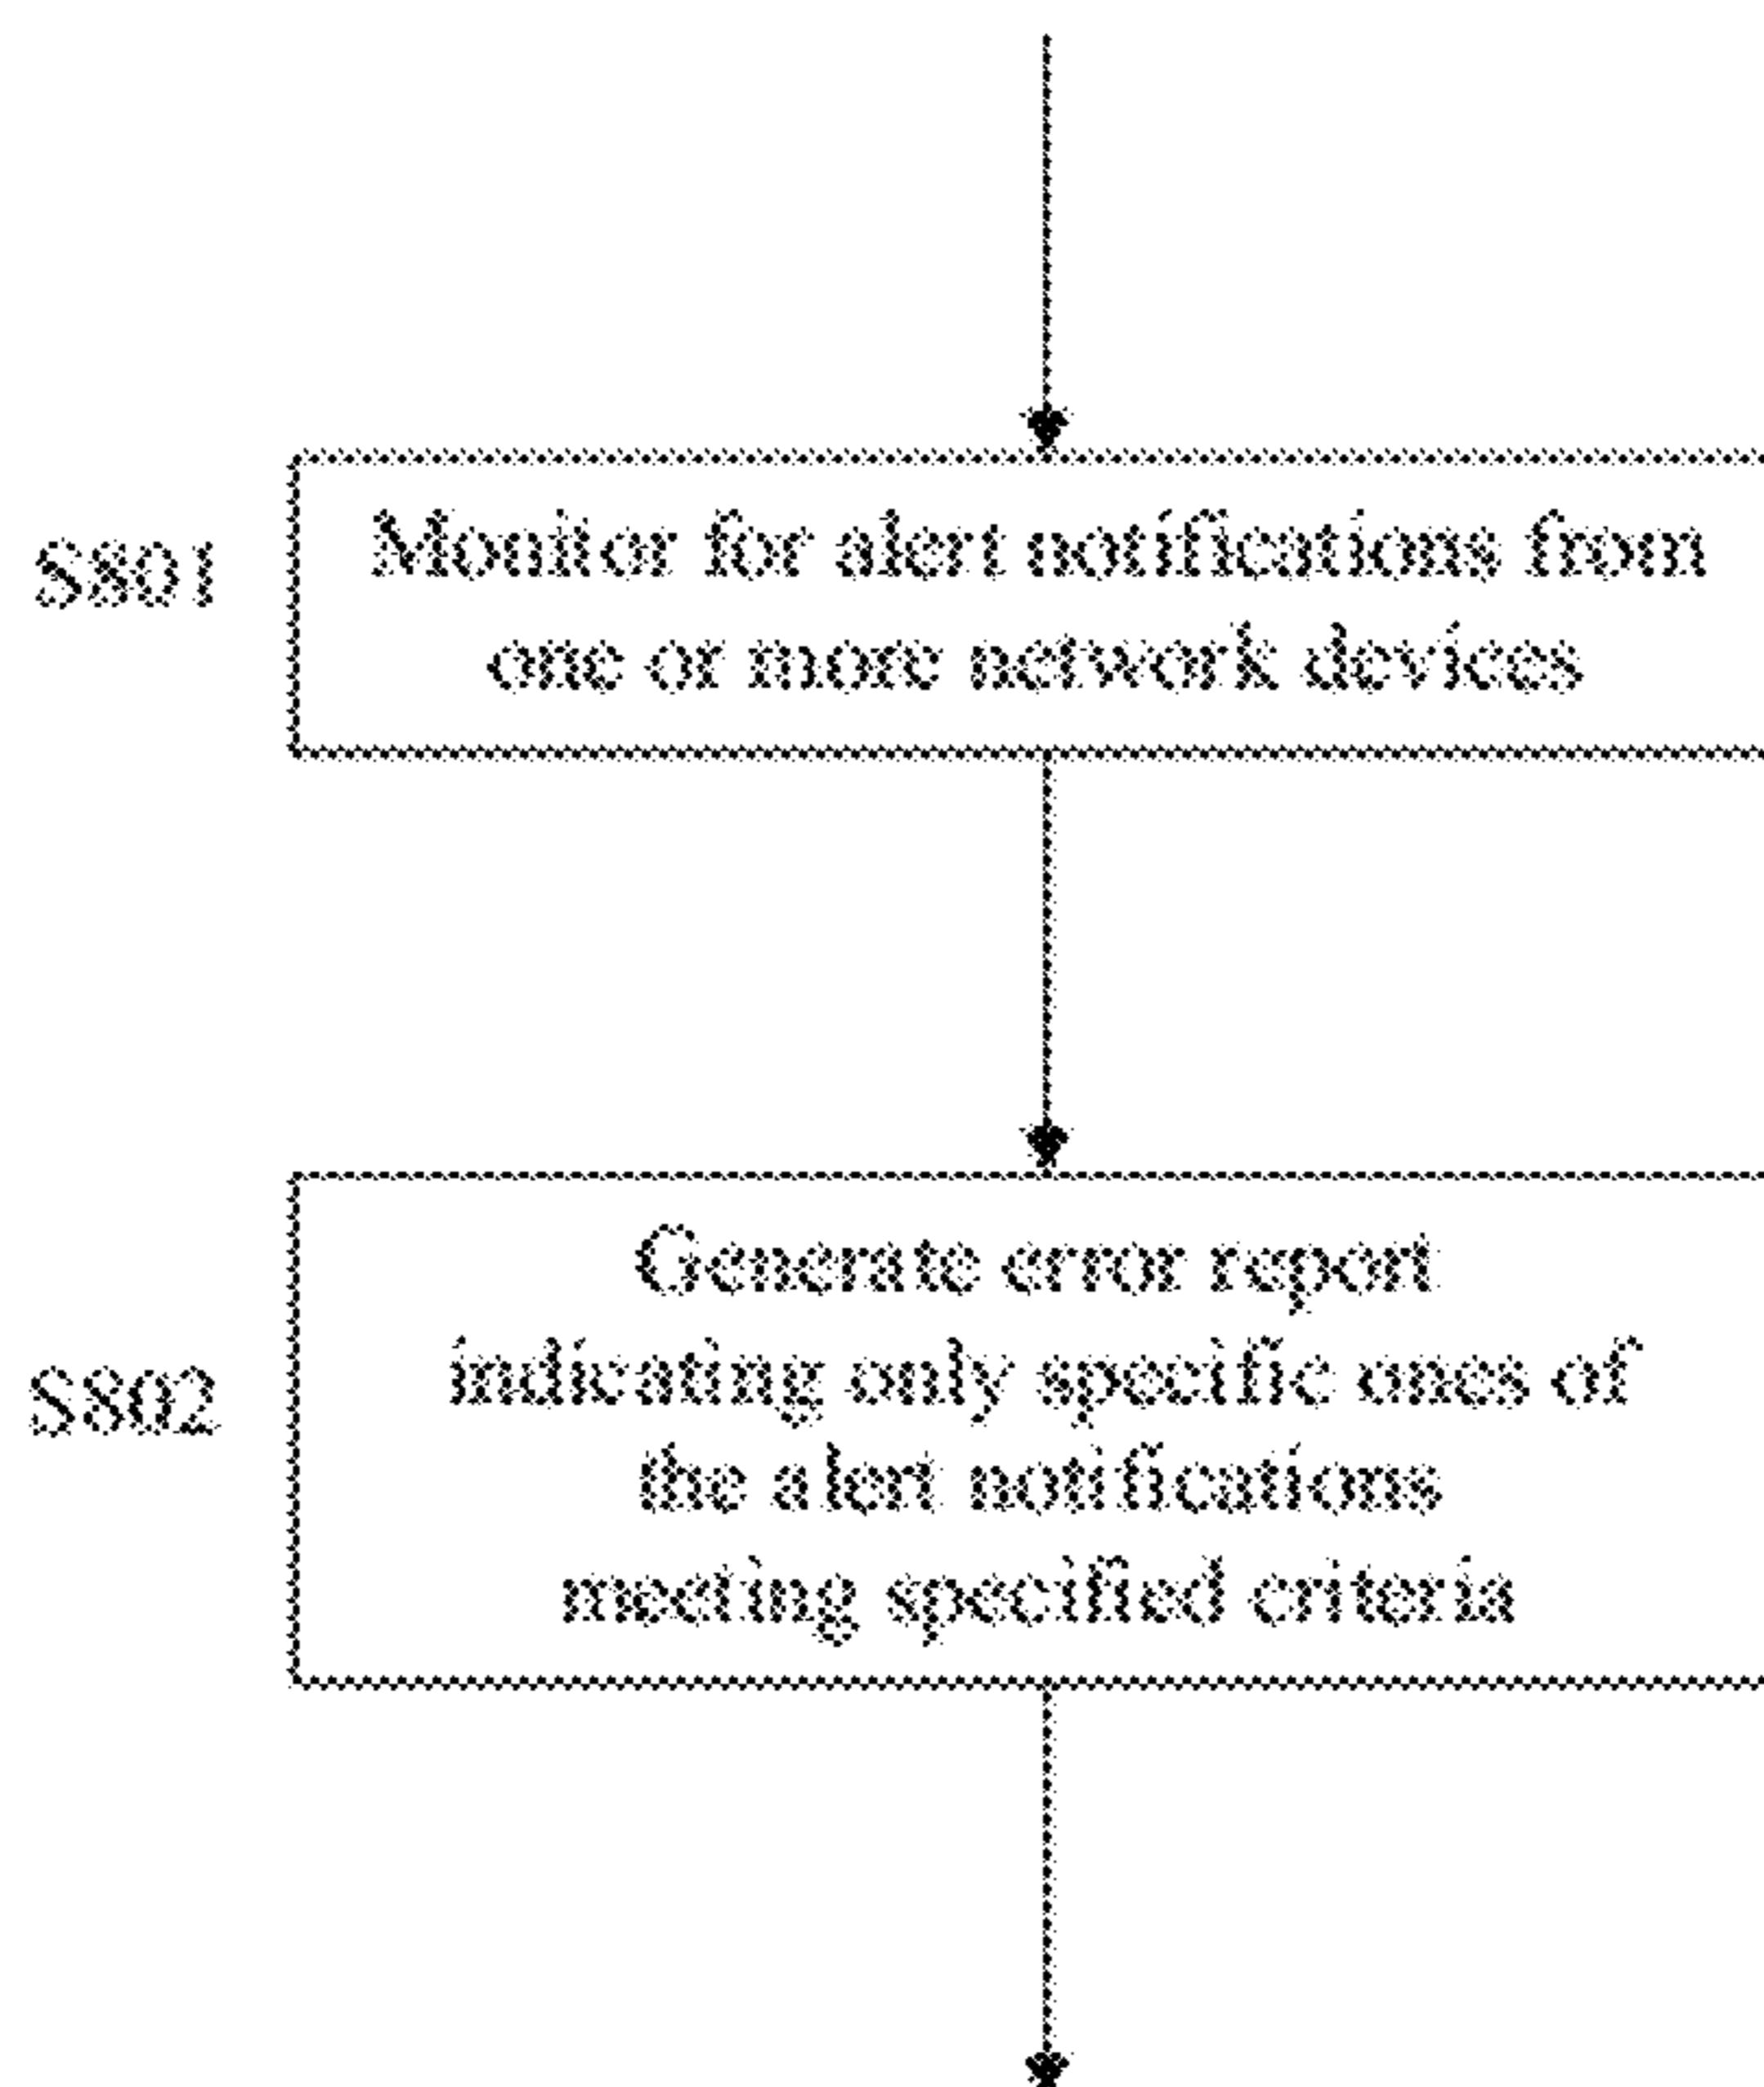 S801
Monitor for alert notifications from
one or more network devices
S802
Generate error report
indicating only specific ones of
the alert notifications
meeting specified criteria